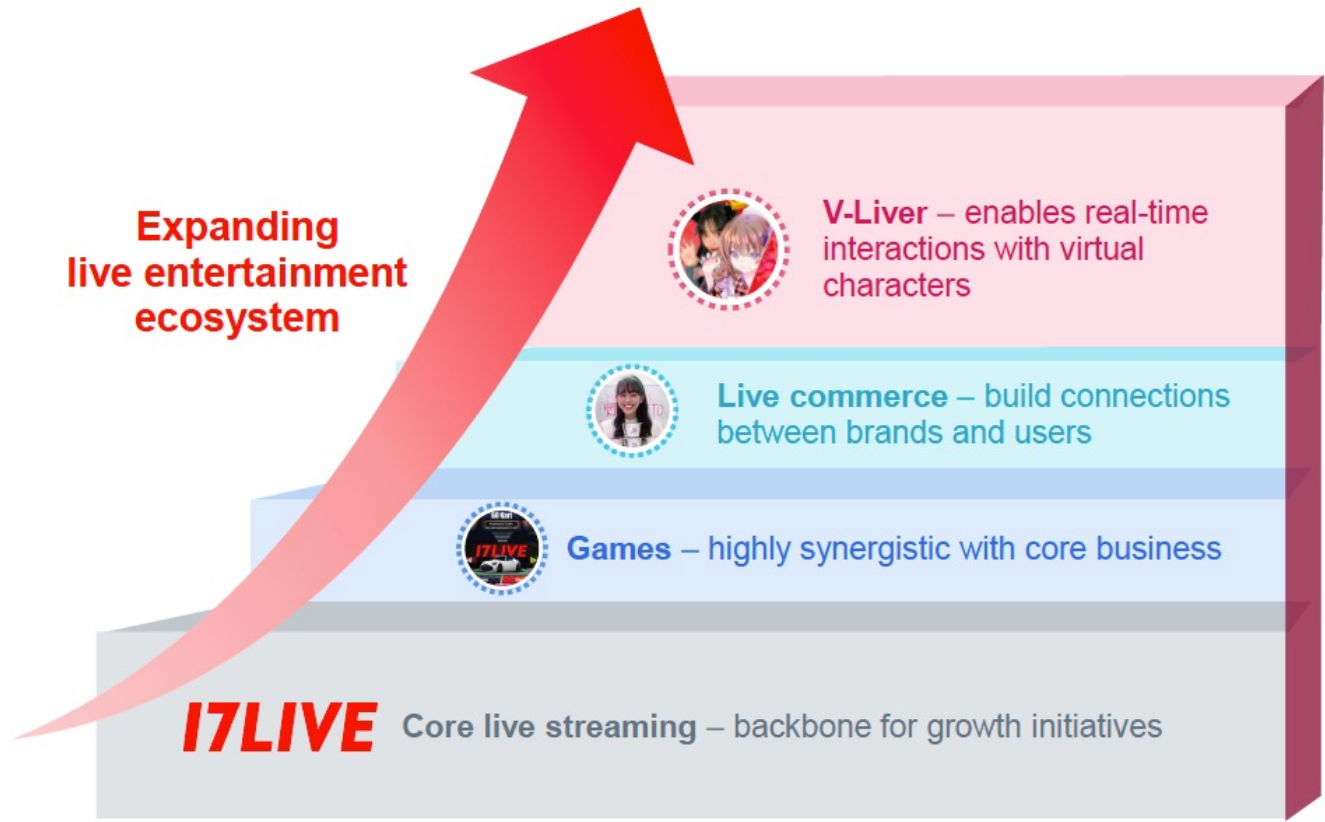 Expanding
live entertainment
ecosystem
V-Liver – enables real-time
interactions with virtual
characters
Live commerce – build connections
between brands and users
17LIVE
Games – highly synergistic with core business
17LIVE Core live streaming – backbone for growth initiatives